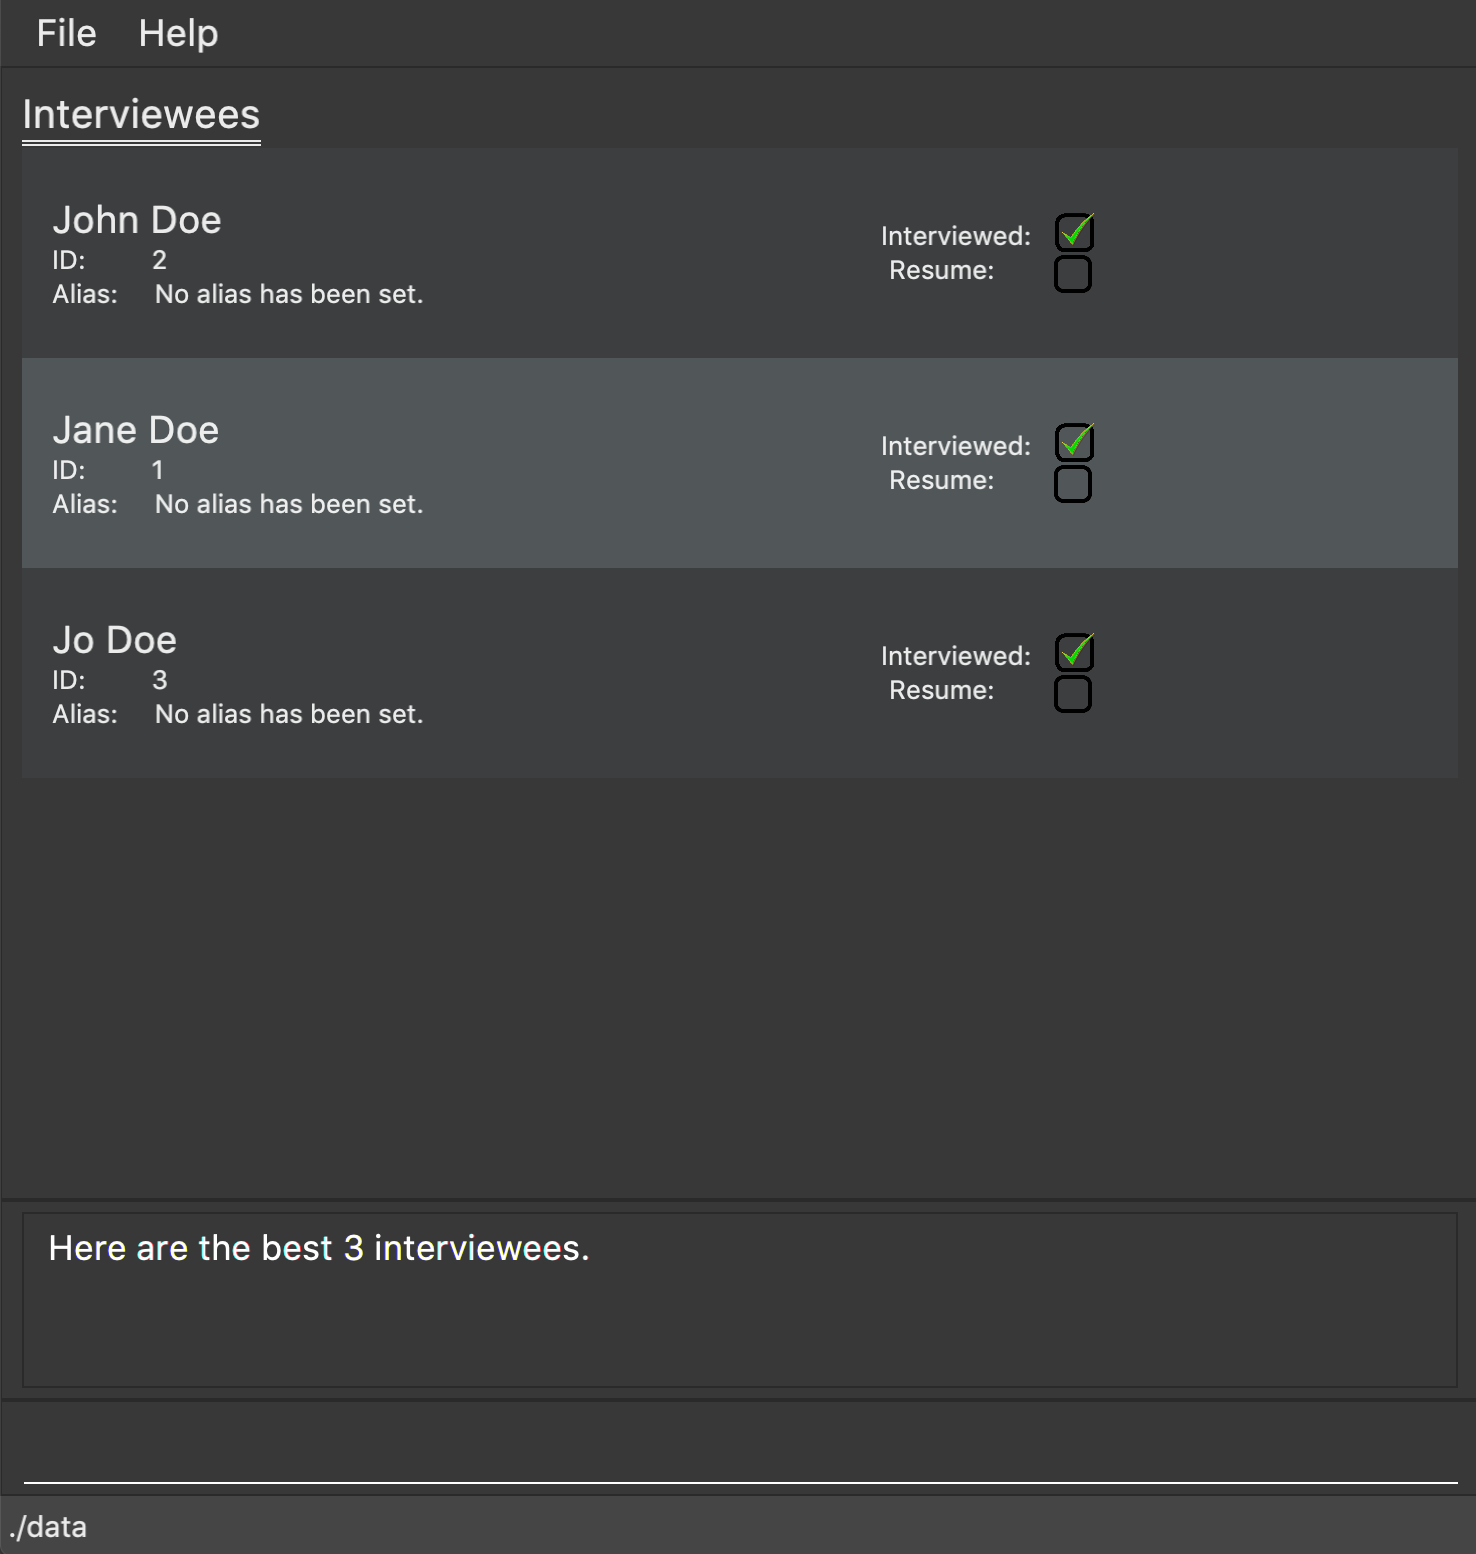 File Help
Interviewees
John Doe
ID: 2
Alias: No alias has been set.
Interviewed:
Resume:
Jane Doe
ID: 1
Alias: No alias has been set.
Interviewed:
Resume:
Jo Doe
ID: 3
Alias: No alias has been set.
Interviewed:
Resume:
Here are the best 3 interviewees.
./data